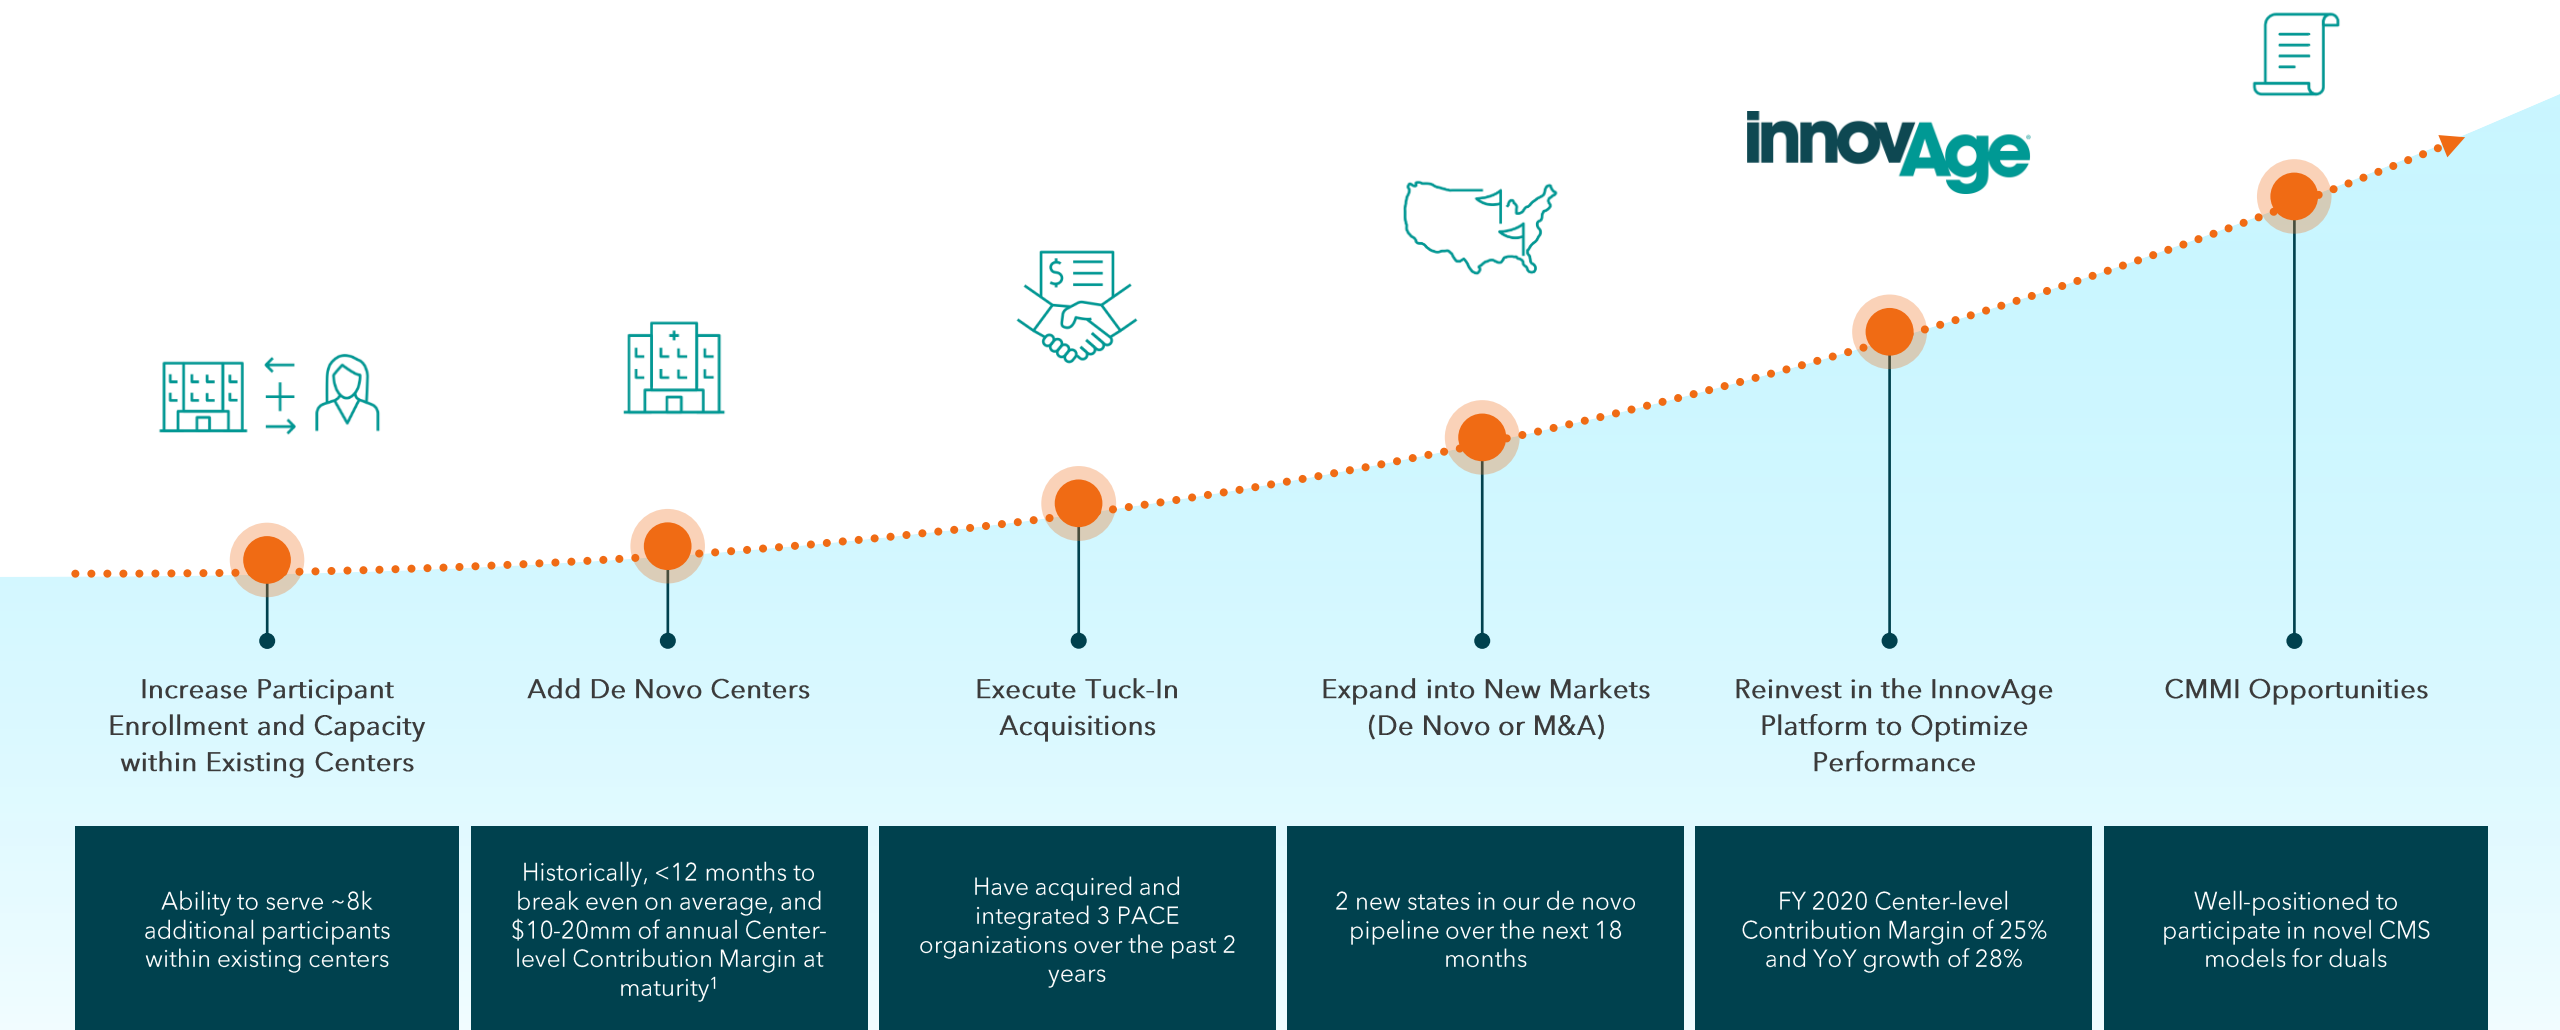 innovAge
$
Increase Participant
Enrollment and Capacity
within Existing Centers
Add De Novo Centers
Execute Tuck-In
Acquisitions
Expand into New Markets
(De Novo or M&A)
Reinvest in the InnovAge
Platform to Optimize
Performance
CMMI Opportunities
Ability to serve ~8k
additional participants
within existing centers
Historically, <12 months to
break even on average, and
$10-20mm of annual Center-
level Contribution Margin at
maturity¹
Have acquired and
integrated 3 PACE
organizations over the past 2
years
2 new states in our de novo
pipeline over the next 18
months
FY 2020 Center-level
Contribution Margin of 25%
and YoY growth of 28%
Well-positioned to
participate in novel CMS
models for duals